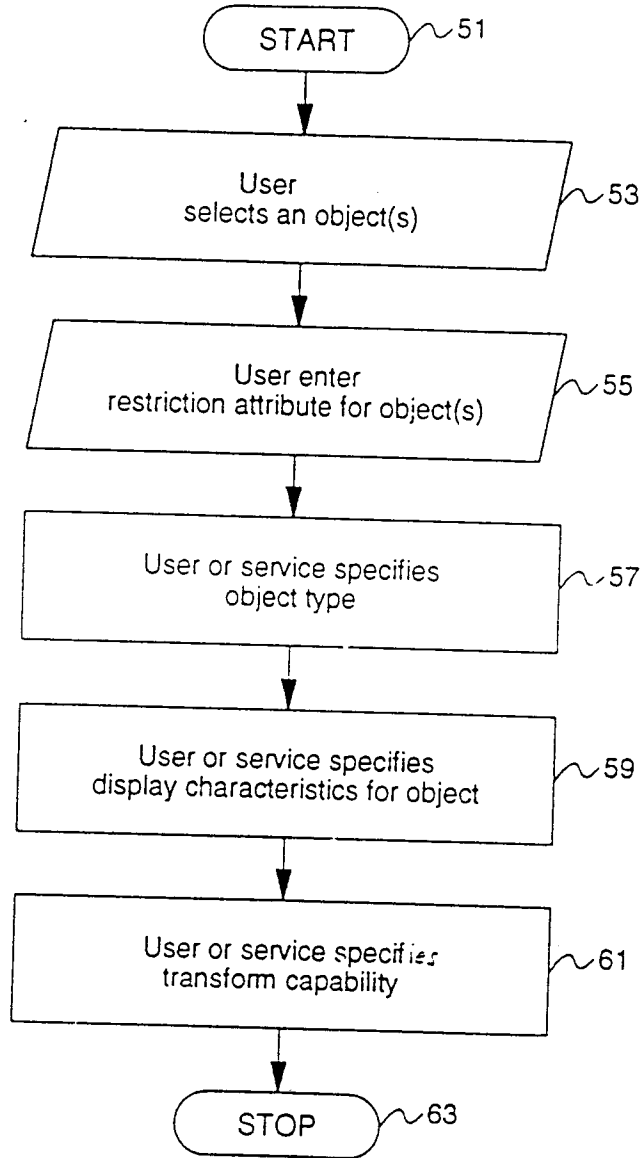 START
51
User
selects an object(s)
53
User enter
restriction attribute for object(s)
55
User or service specifies
object type
57
User or service specifies
display characteristics for object
59
User or service specifies
transform capability
61
STOP
63